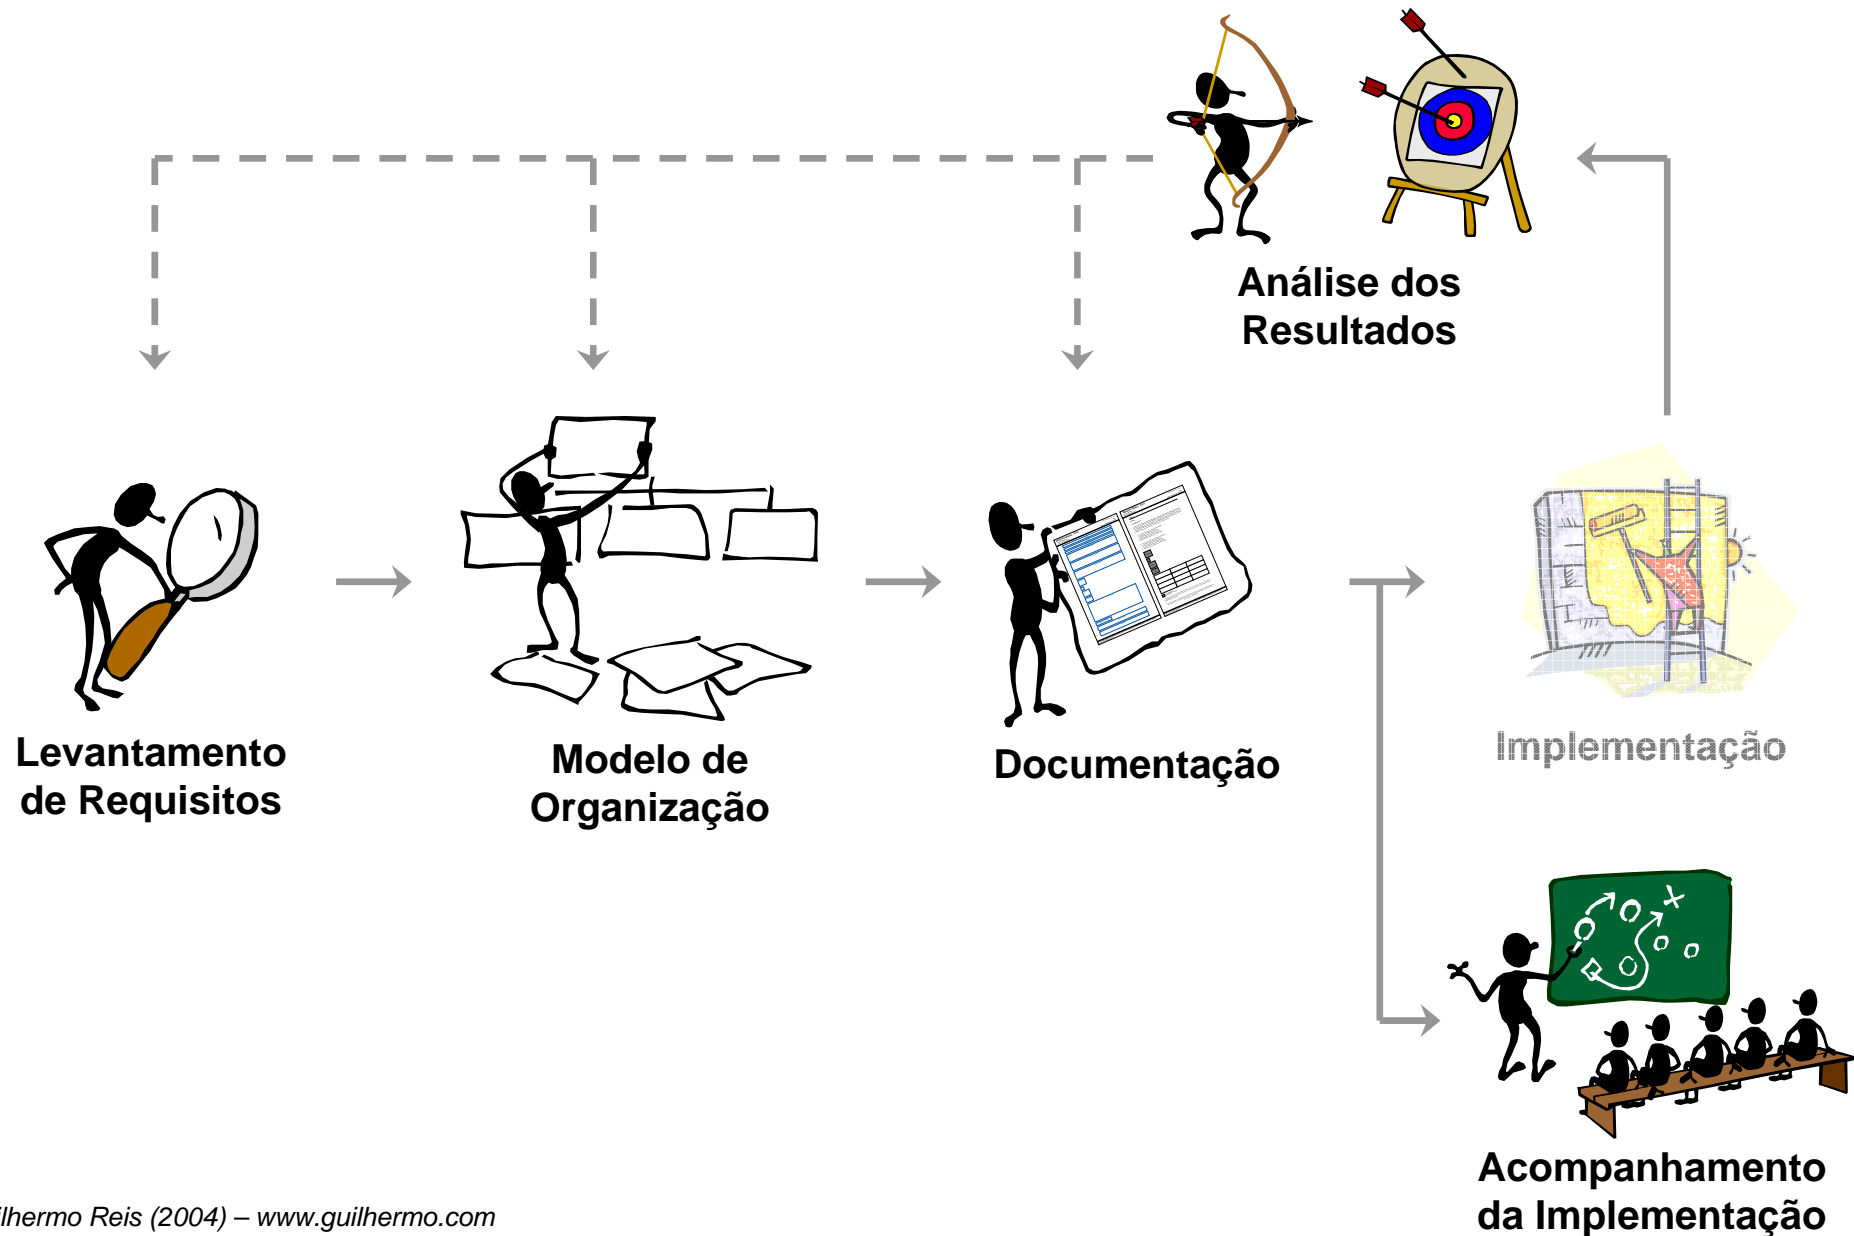 Análise dos
Resultados
Levantamento
de Requisitos
Modelo de
Organização
Documentação
Implementação
Acompanhamento
da Implementação
ilhermo Reis (2004) – www.guilhermo.com